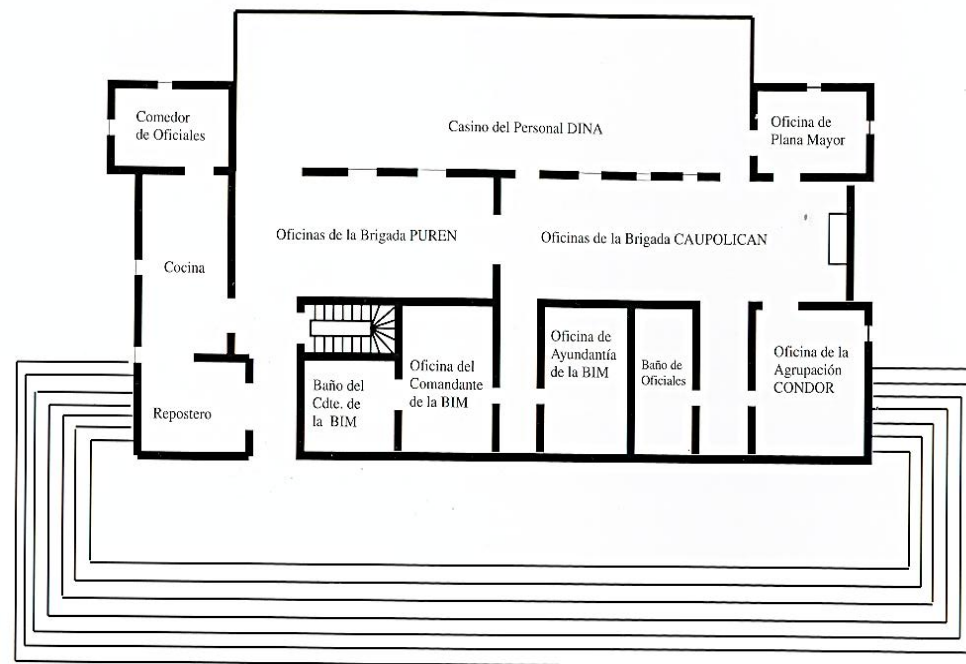 Comedor
de Oficiales
Casino del Personal DINA
Oficina de
Plana Mayor
Oficinas de la Brigada PUREN
Oficinas de la Brigada CAUPOLICAN
Cocina
Repostero
Baño del
Cdte. de
la BIM
Oficina del
Comandante
de la BIM
Oficina de
Ayundantía
de la BIM
Baño de
Oficiales
Oficina de la
Agrupación
CONDOR